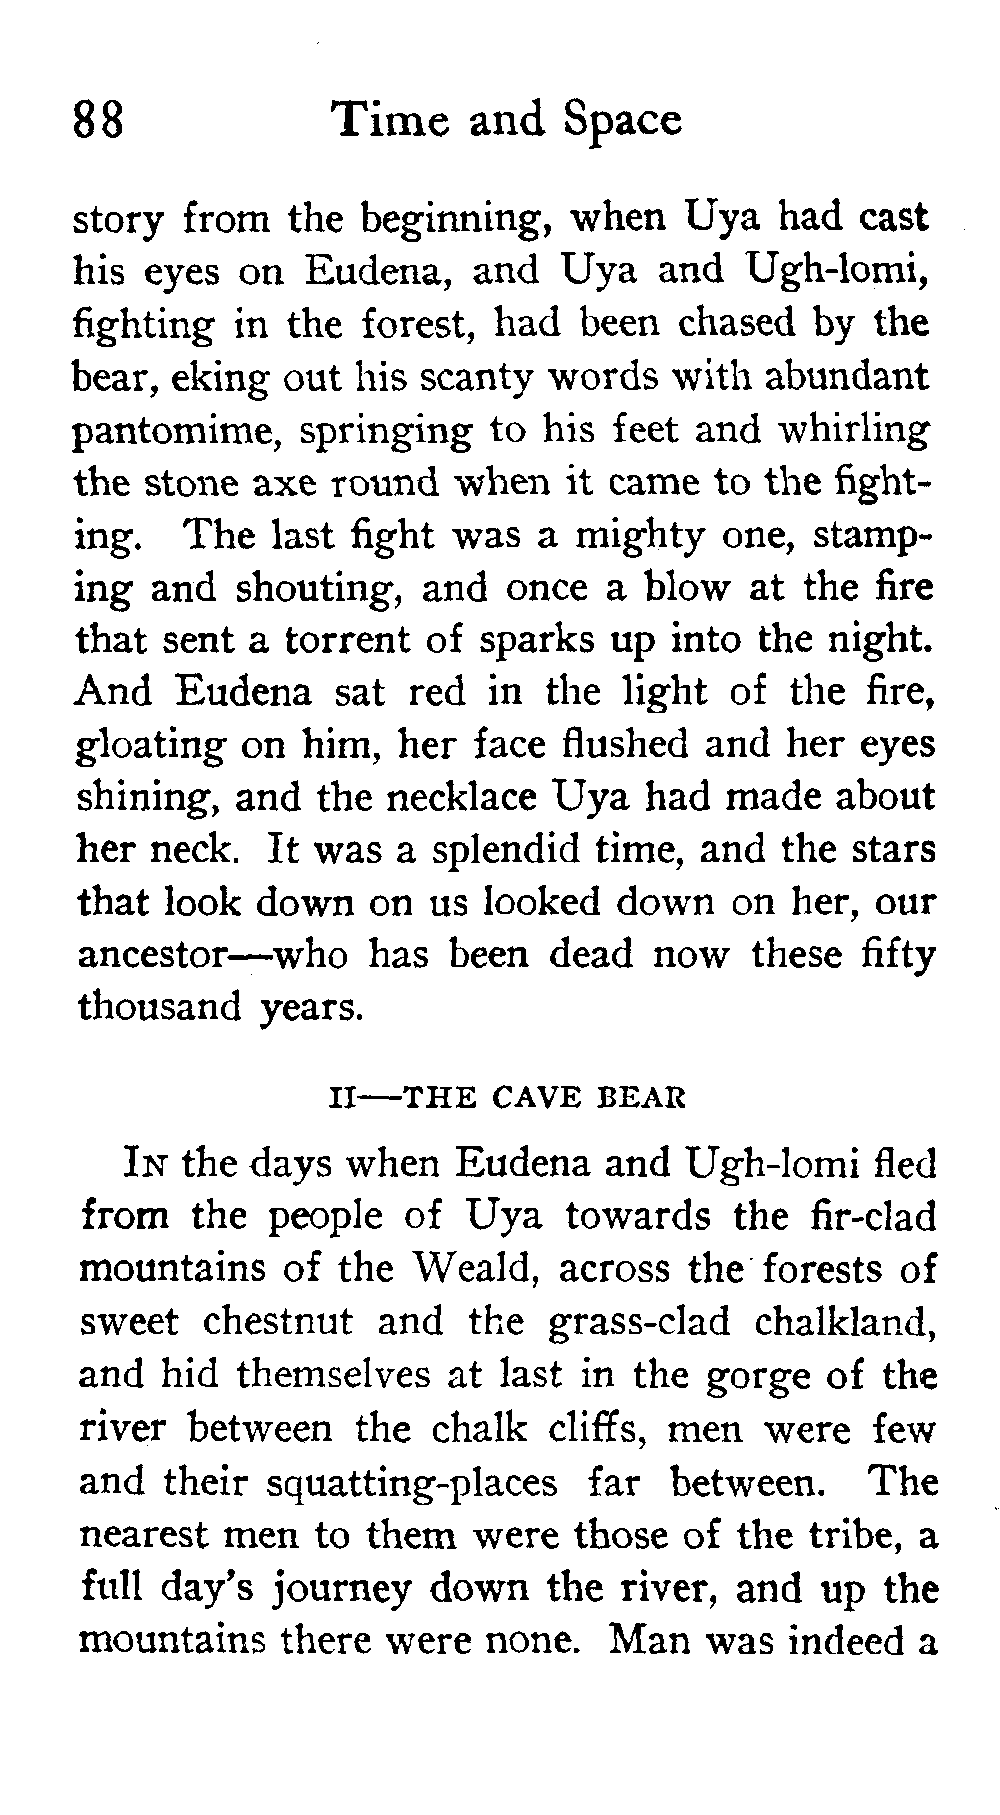 88 Time and Space
story from the beginning, when Uya had cast
his eyes on Eudena, and Uya and Ugh-lomi,
fighting in the forest, had been chased by the
bear, eking out his scanty words with abundant
pantomime, springing to his feet and whirling
the stone axe round when it came to the fight-
ing. The last fight was a mighty one, stamp-
ing and shouting, and once a blow at the fire
that sent a torrent of sparks up into the night.
And Eudena sat red in the light of the fire,
gloating on him, her face flushed and her eyes
shining, and the necklace Uya had made about
her neck. It was a splendid time, and the stars
that look down on us looked down on her, our
ancestor—who has been dead now these fifty
thousand years.
II—THE CAVE BEAR
IN the days when Eudena and Ugh-lomi fled
from the people of Uya towards the fir-clad
mountains of the Weald, across the forests of
sweet chestnut and the grass-clad chalkland,
and hid themselves at last in the gorge of the
river between the chalk cliffs, men were few
and their squatting-places far between. The
nearest men to them were those of the tribe, a
full day's journey down the river, and up the
mountains there were none. Man was indeed a